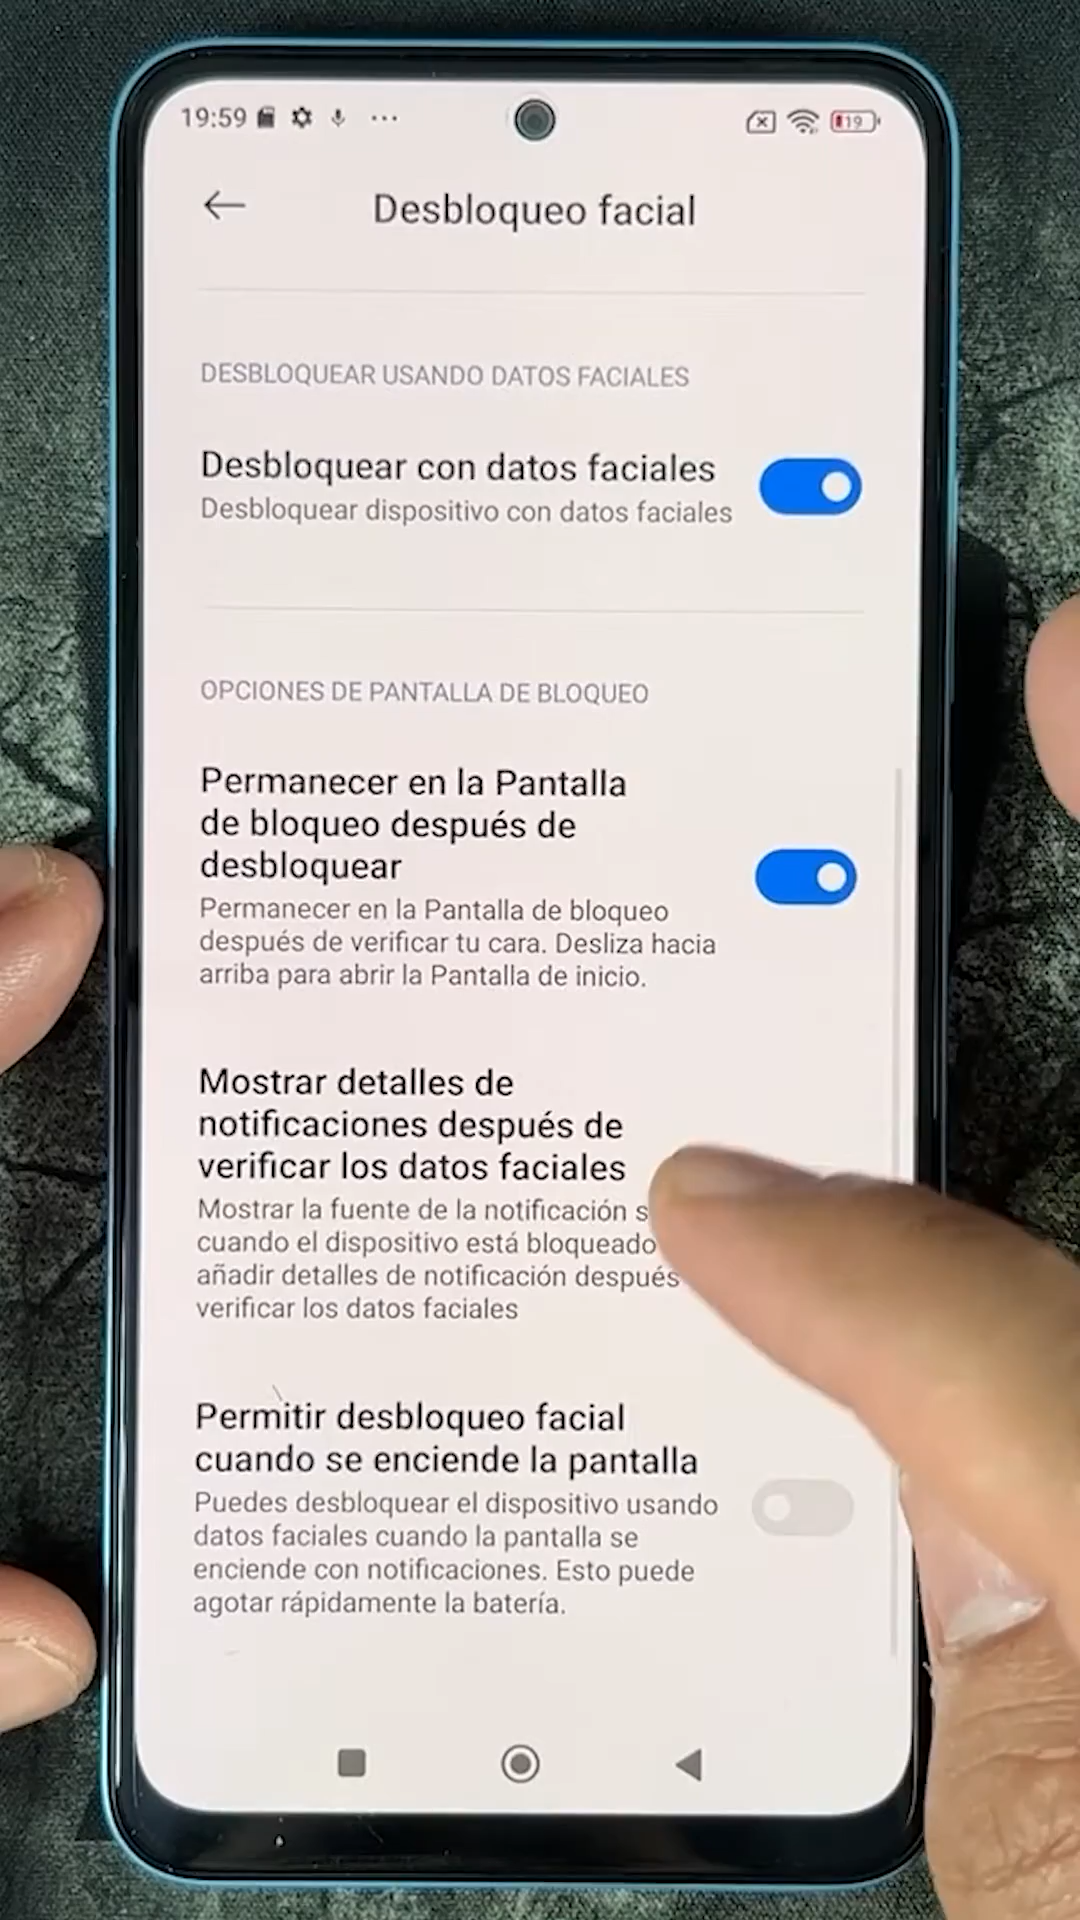 19:59
19
Desbloqueo facial
DESBLOQUEAR USANDO DATOS FACIALES
Desbloquear con datos faciales
Desbloquear dispositivo con datos faciales
OPCIONES DE PANTALLA DE BLOQUEO
Permanecer en la Pantalla
de bloqueo después de
desbloquear
Permanecer en la Pantalla de bloqueo
después de verificar tu cara. Desliza hacia
arriba para abrir la Pantalla de inicio.
Mostrar detalles de
notificaciones después de
verificar los datos faciales
Mostrar la fuente de la notificación
cuando el dispositivo está bloqueado
añadir detalles de notificación después
verificar los datos faciales
Permitir desbloqueo facial
cuando se enciende la pantalla
Puedes desbloquear el dispositivo usando
datos faciales cuando la pantalla se
enciende con notificaciones. Esto puede
agotar rápidamente la batería.